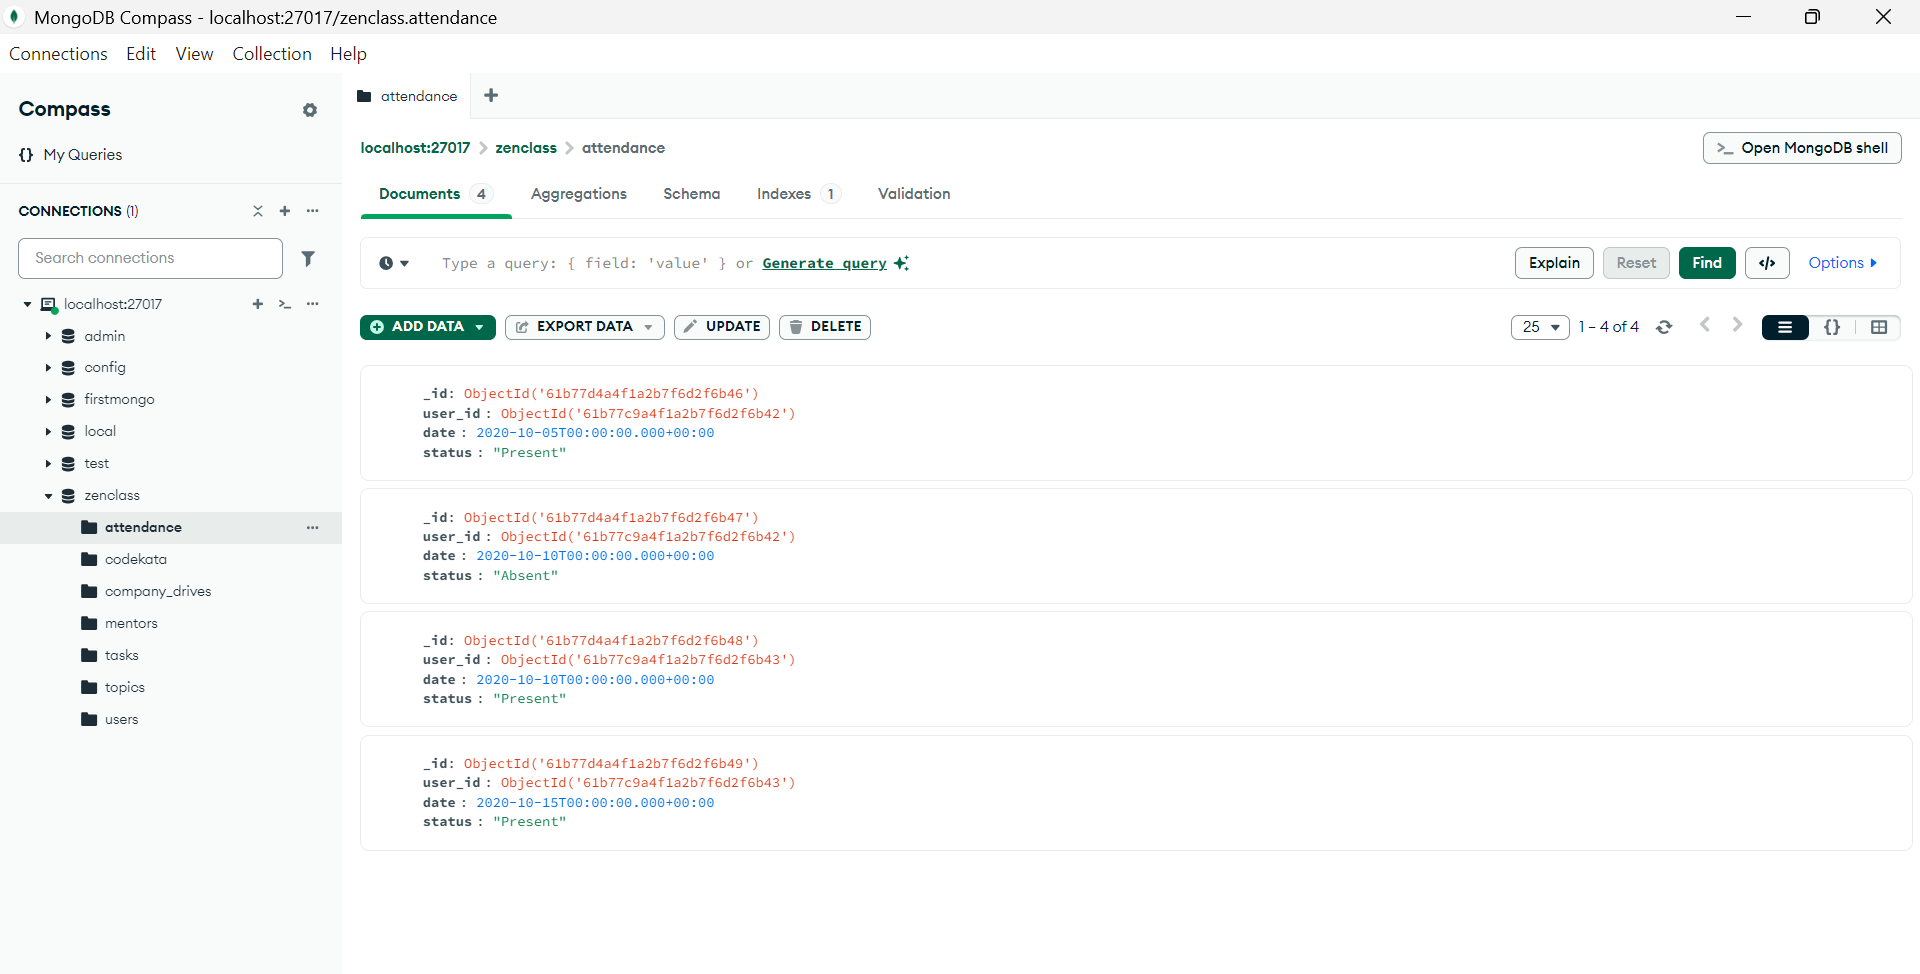 MongoDB Compass - localhost:27017/zenclass.attendance
Connections Edit View Collection Help
Compass
My Queries
CONNECTIONS (1)
Search connections
localhost:27017
admin
config
firstmongo
local
test
zenclass
attendance
codekata
company_drives
mentors
tasks
topics
users
attendance
localhost:27017 > zenclass > attendance
>_ Open MongoDB shell
Documents 4 Aggregations Schema Indexes 1 Validation
Type a query: { field: 'value' } or Generate query
Explain Reset Find </> Options
ADD DATA EXPORT DATA UPDATE DELETE
25 1 – 4 of 4 {}
_id: ObjectId('61b77d4a4f1a2b7f6d2f6b46')
user_id : ObjectId('61b77c9a4f1a2b7f6d2f6b42')
date : 2020-10-05T00:00:00.000+00:00
status : "Present"
_id: ObjectId('61b77d4a4f1a2b7f6d2f6b47')
user_id : ObjectId('61b77c9a4f1a2b7f6d2f6b42')
date : 2020-10-10T00:00:00.000+00:00
status : "Absent"
_id: ObjectId('61b77d4a4f1a2b7f6d2f6b48')
user_id : ObjectId('61b77c9a4f1a2b7f6d2f6b43')
date : 2020-10-10T00:00:00.000+00:00
status : "Present"
_id: ObjectId('61b77d4a4f1a2b7f6d2f6b49')
user_id : ObjectId('61b77c9a4f1a2b7f6d2f6b43')
date : 2020-10-15T00:00:00.000+00:00
status : "Present"